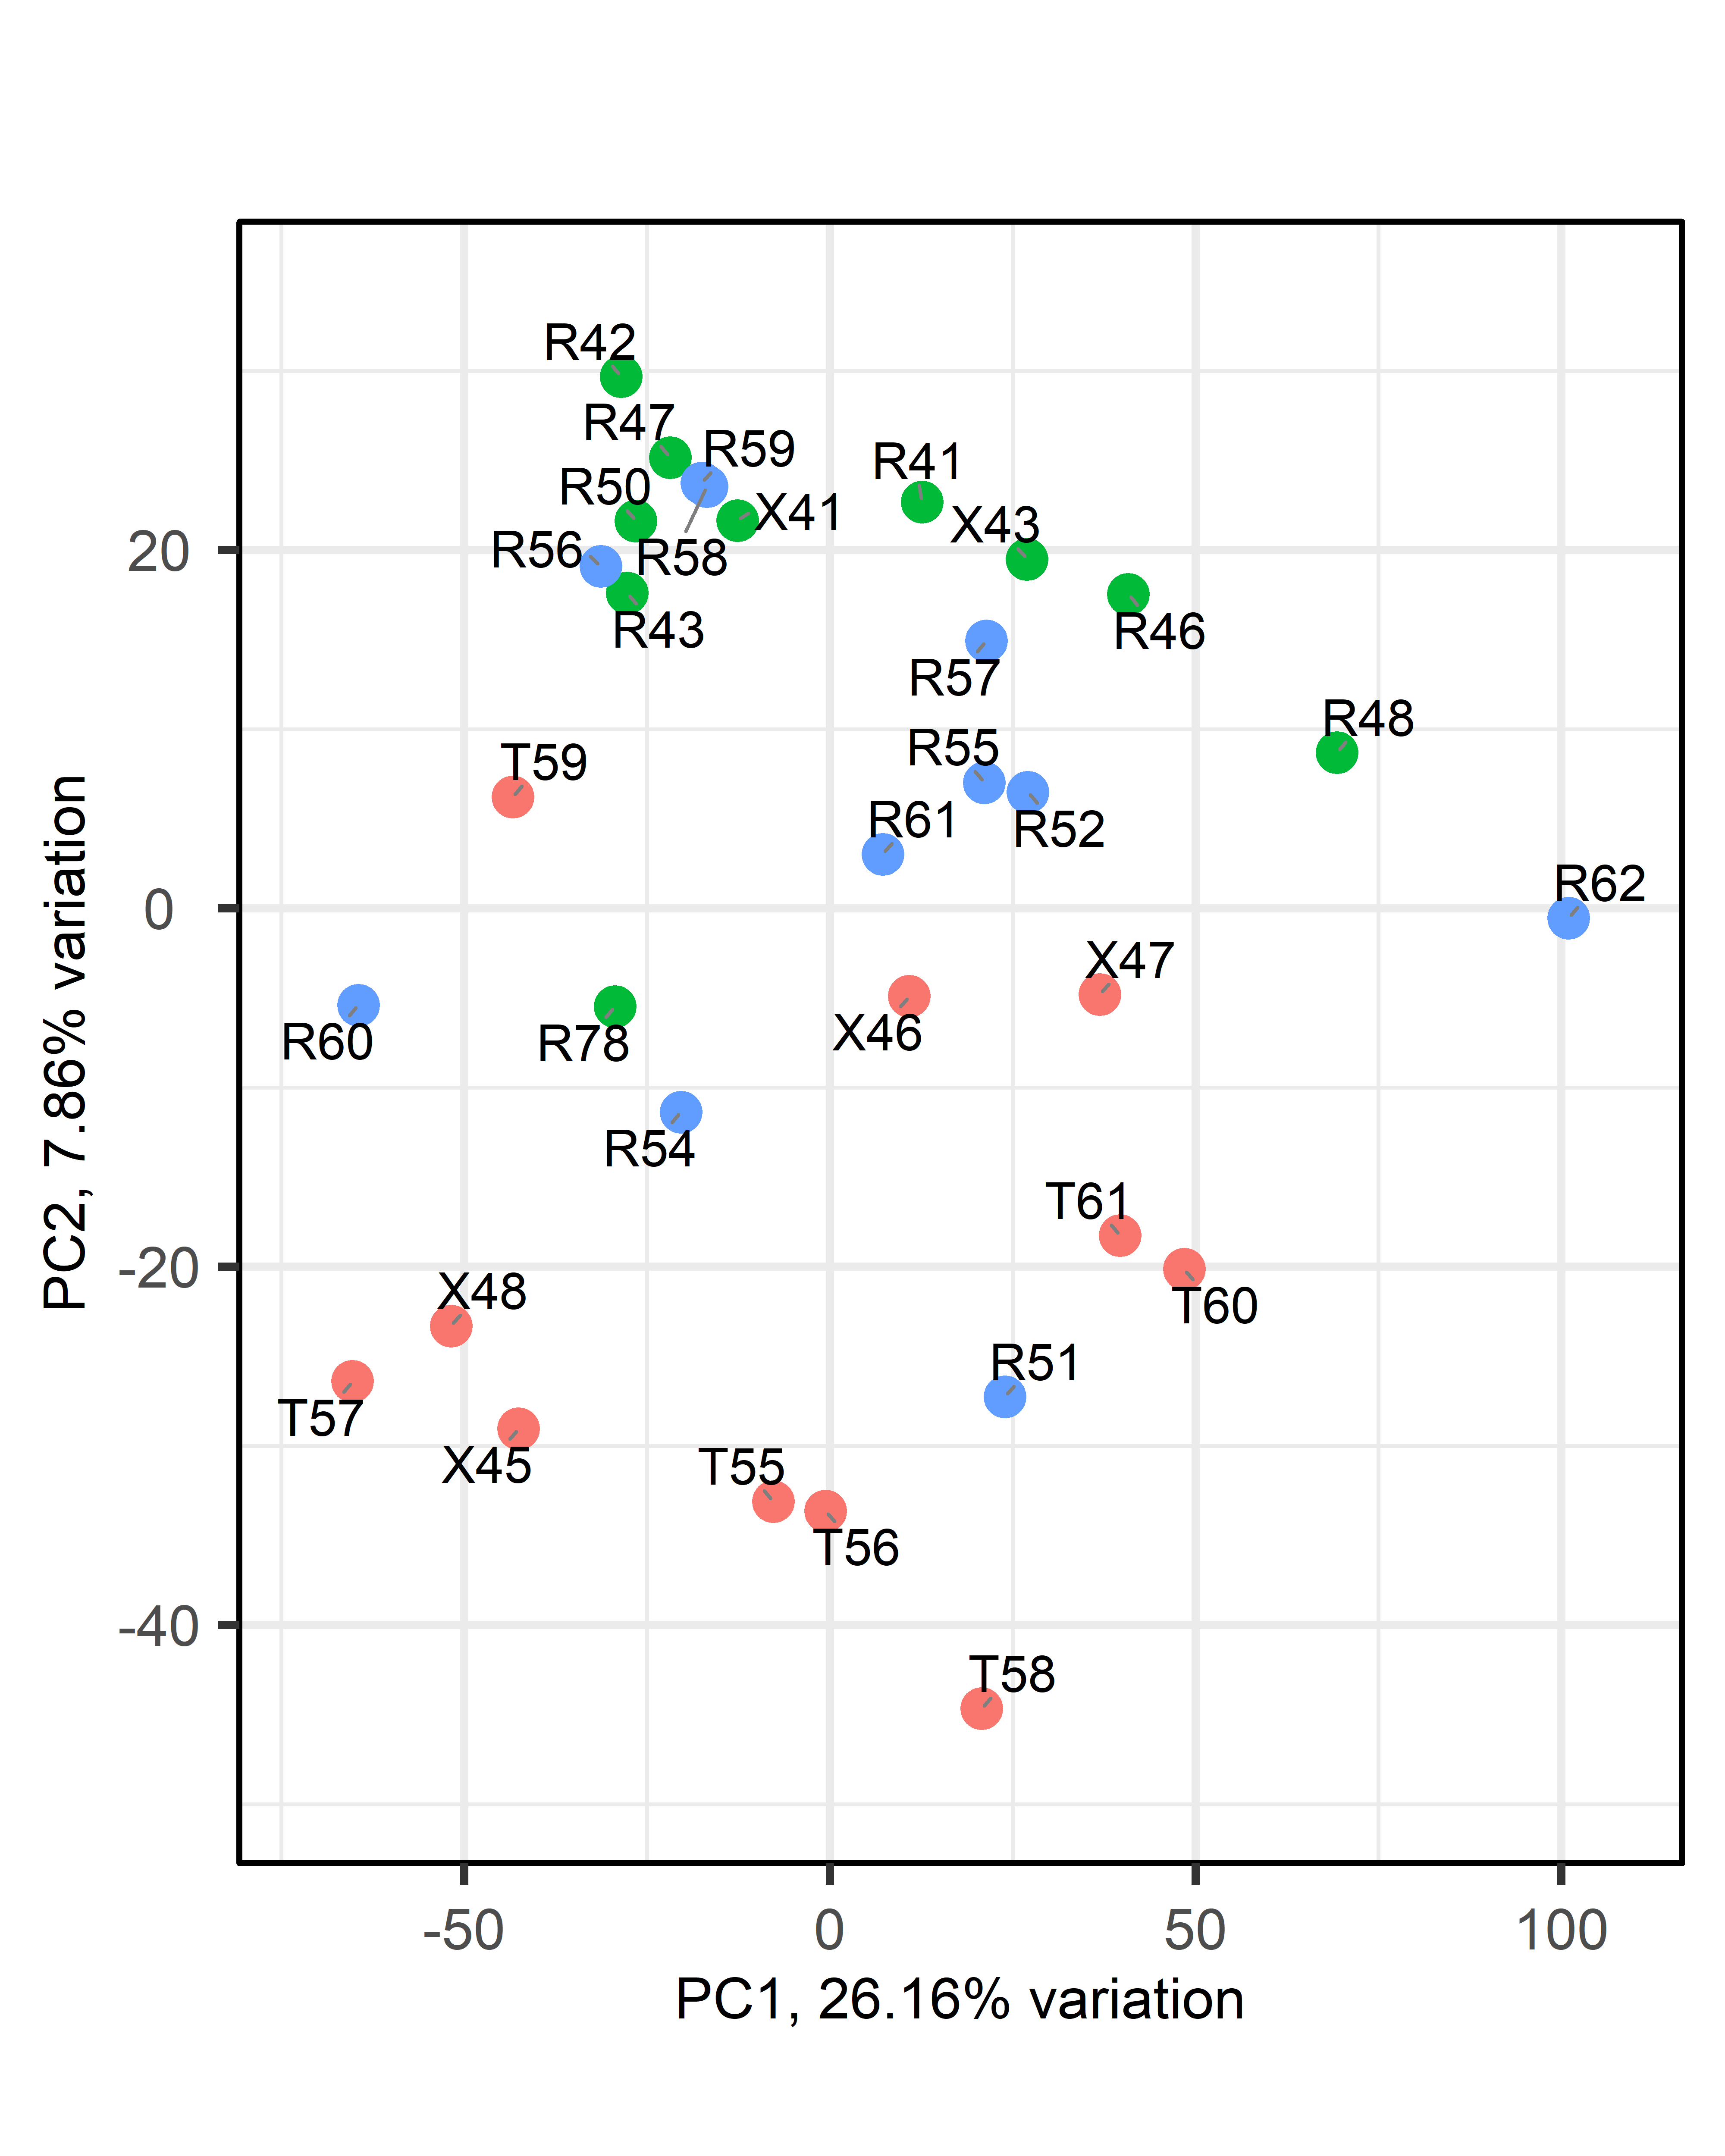 R42
R47
R59
R41
R50
X41
X43
20
R56
R58
R43
R46
R57
R48
R55
T59
R61
R52
R62
0
X47
X46
R60
R78
R54
T61
-20
X48
T60
R51
T57
X45
T55
T56
-40
T58
PC2, 7.86% variation
-50
0
50
100
PC1, 26.16% variation